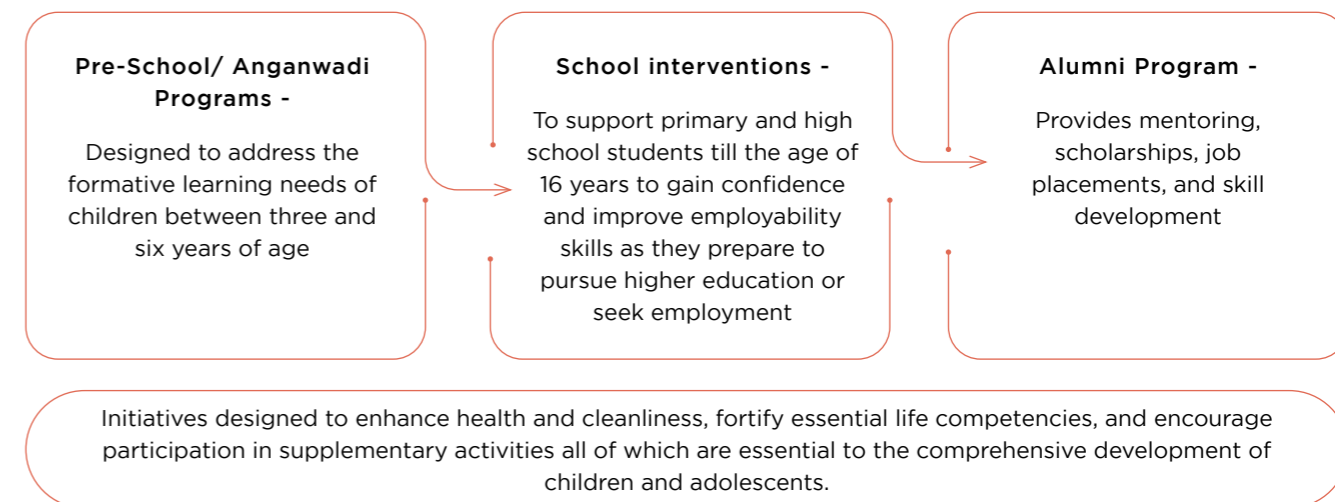 Pre-School/ Anganwadi
Programs -
Designed to address the
formative learning needs of
children between three and
six years of age
School interventions -
To support primary and high
school students till the age of
16 years to gain confidence
and improve employability
skills as they prepare to
pursue higher education or
seek employment
Alumni Program -
Provides mentoring,
scholarships, job
placements, and skill
development
Initiatives designed to enhance health and cleanliness, fortify essential life competencies, and encourage
participation in supplementary activities all of which are essential to the comprehensive development of
children and adolescents.